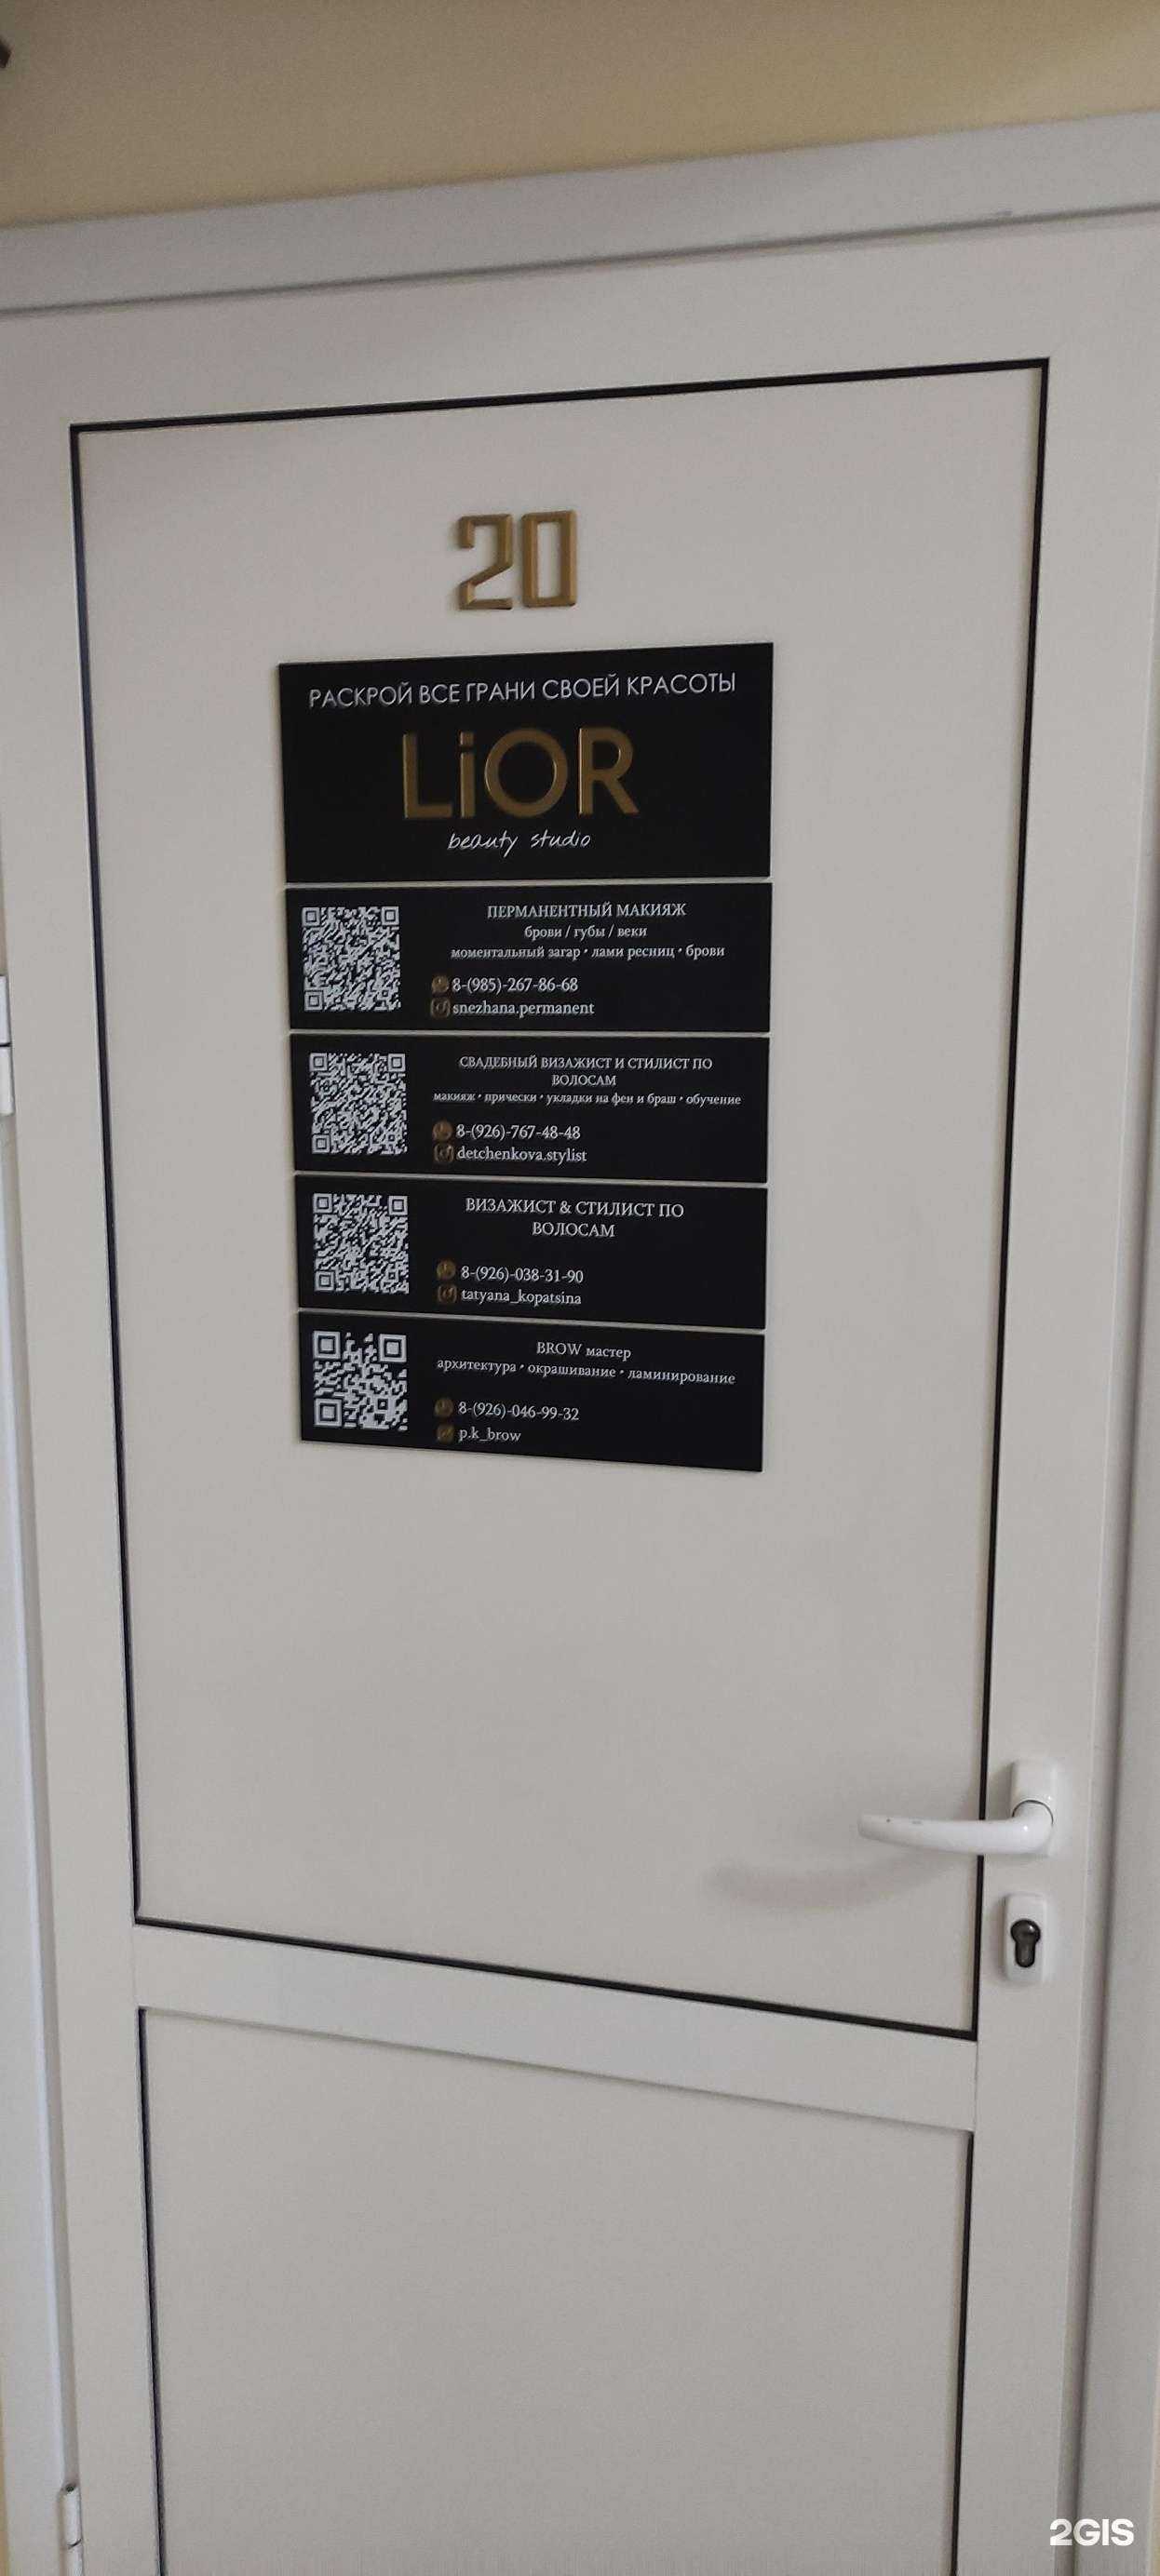 20
РАСКРОЙ ВСЕ ГРАНИ СВОЕЙ КРАСОТЫ
LiOR
beauty studio
ПЕРМАНЕНТНЫЙ МАКИЯЖ
брови / губы / веки
моментальный загар • лами ресниц • брови
8-(985)-267-86-68
snezhana.permanent
СВАДЕБНЫЙ ВИЗАЖИСТ И СТИЛИСТ ПО
ВОЛОСАМ
макияж • прически • укладки на фен и браш • обучение
8-(926)-767-48-48
detchenkova.stylist
ВИЗАЖИСТ & СТИЛИСТ ПО
ВОЛОСАМ
8-(926)-038-31-90
tatyana_kopatsina
BROW мастер
архитектура • окрашивание • ламинирование
8-(926)-046-99-32
p.k_brow
2GIS